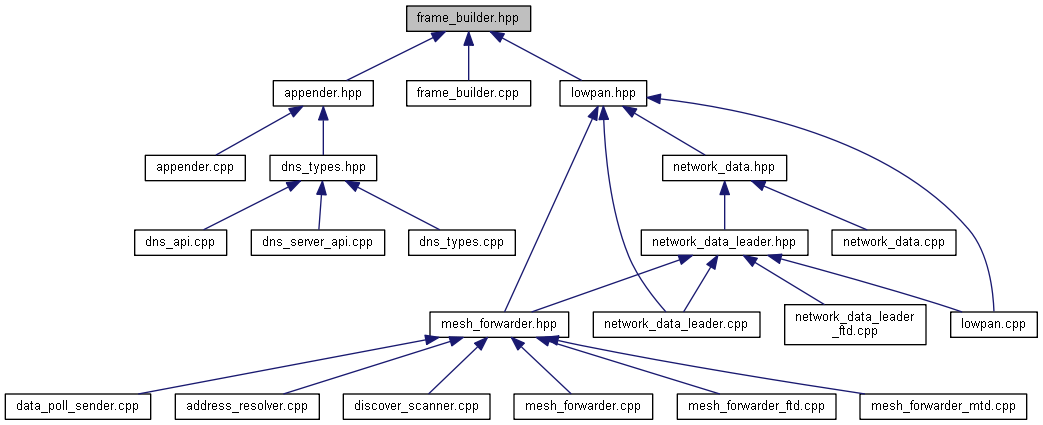 frame_builder.hpp
appender.hpp
frame_builder.cpp
lowpan.hpp
appender.cpp
dns_types.hpp
network_data.hpp
dns_api.cpp
dns_server_api.cpp
dns_types.cpp
network_data_leader.hpp
network_data.cpp
mesh_forwarder.hpp
network_data_leader.cpp
network_data_leader
_ftd.cpp
lowpan.cpp
data_poll_sender.cpp
address_resolver.cpp
discover_scanner.cpp
mesh_forwarder.cpp
mesh_forwarder_ftd.cpp
mesh_forwarder_mtd.cpp